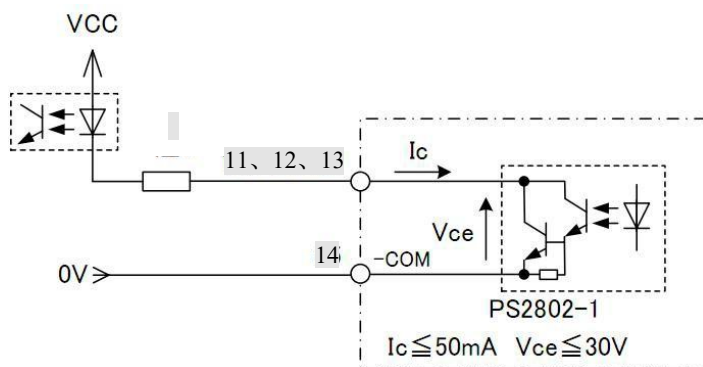 VCC
11、12、13
Ic
Vce
14
-COM
0V
PS2802-1
Ic≦50mA Vce≦30V